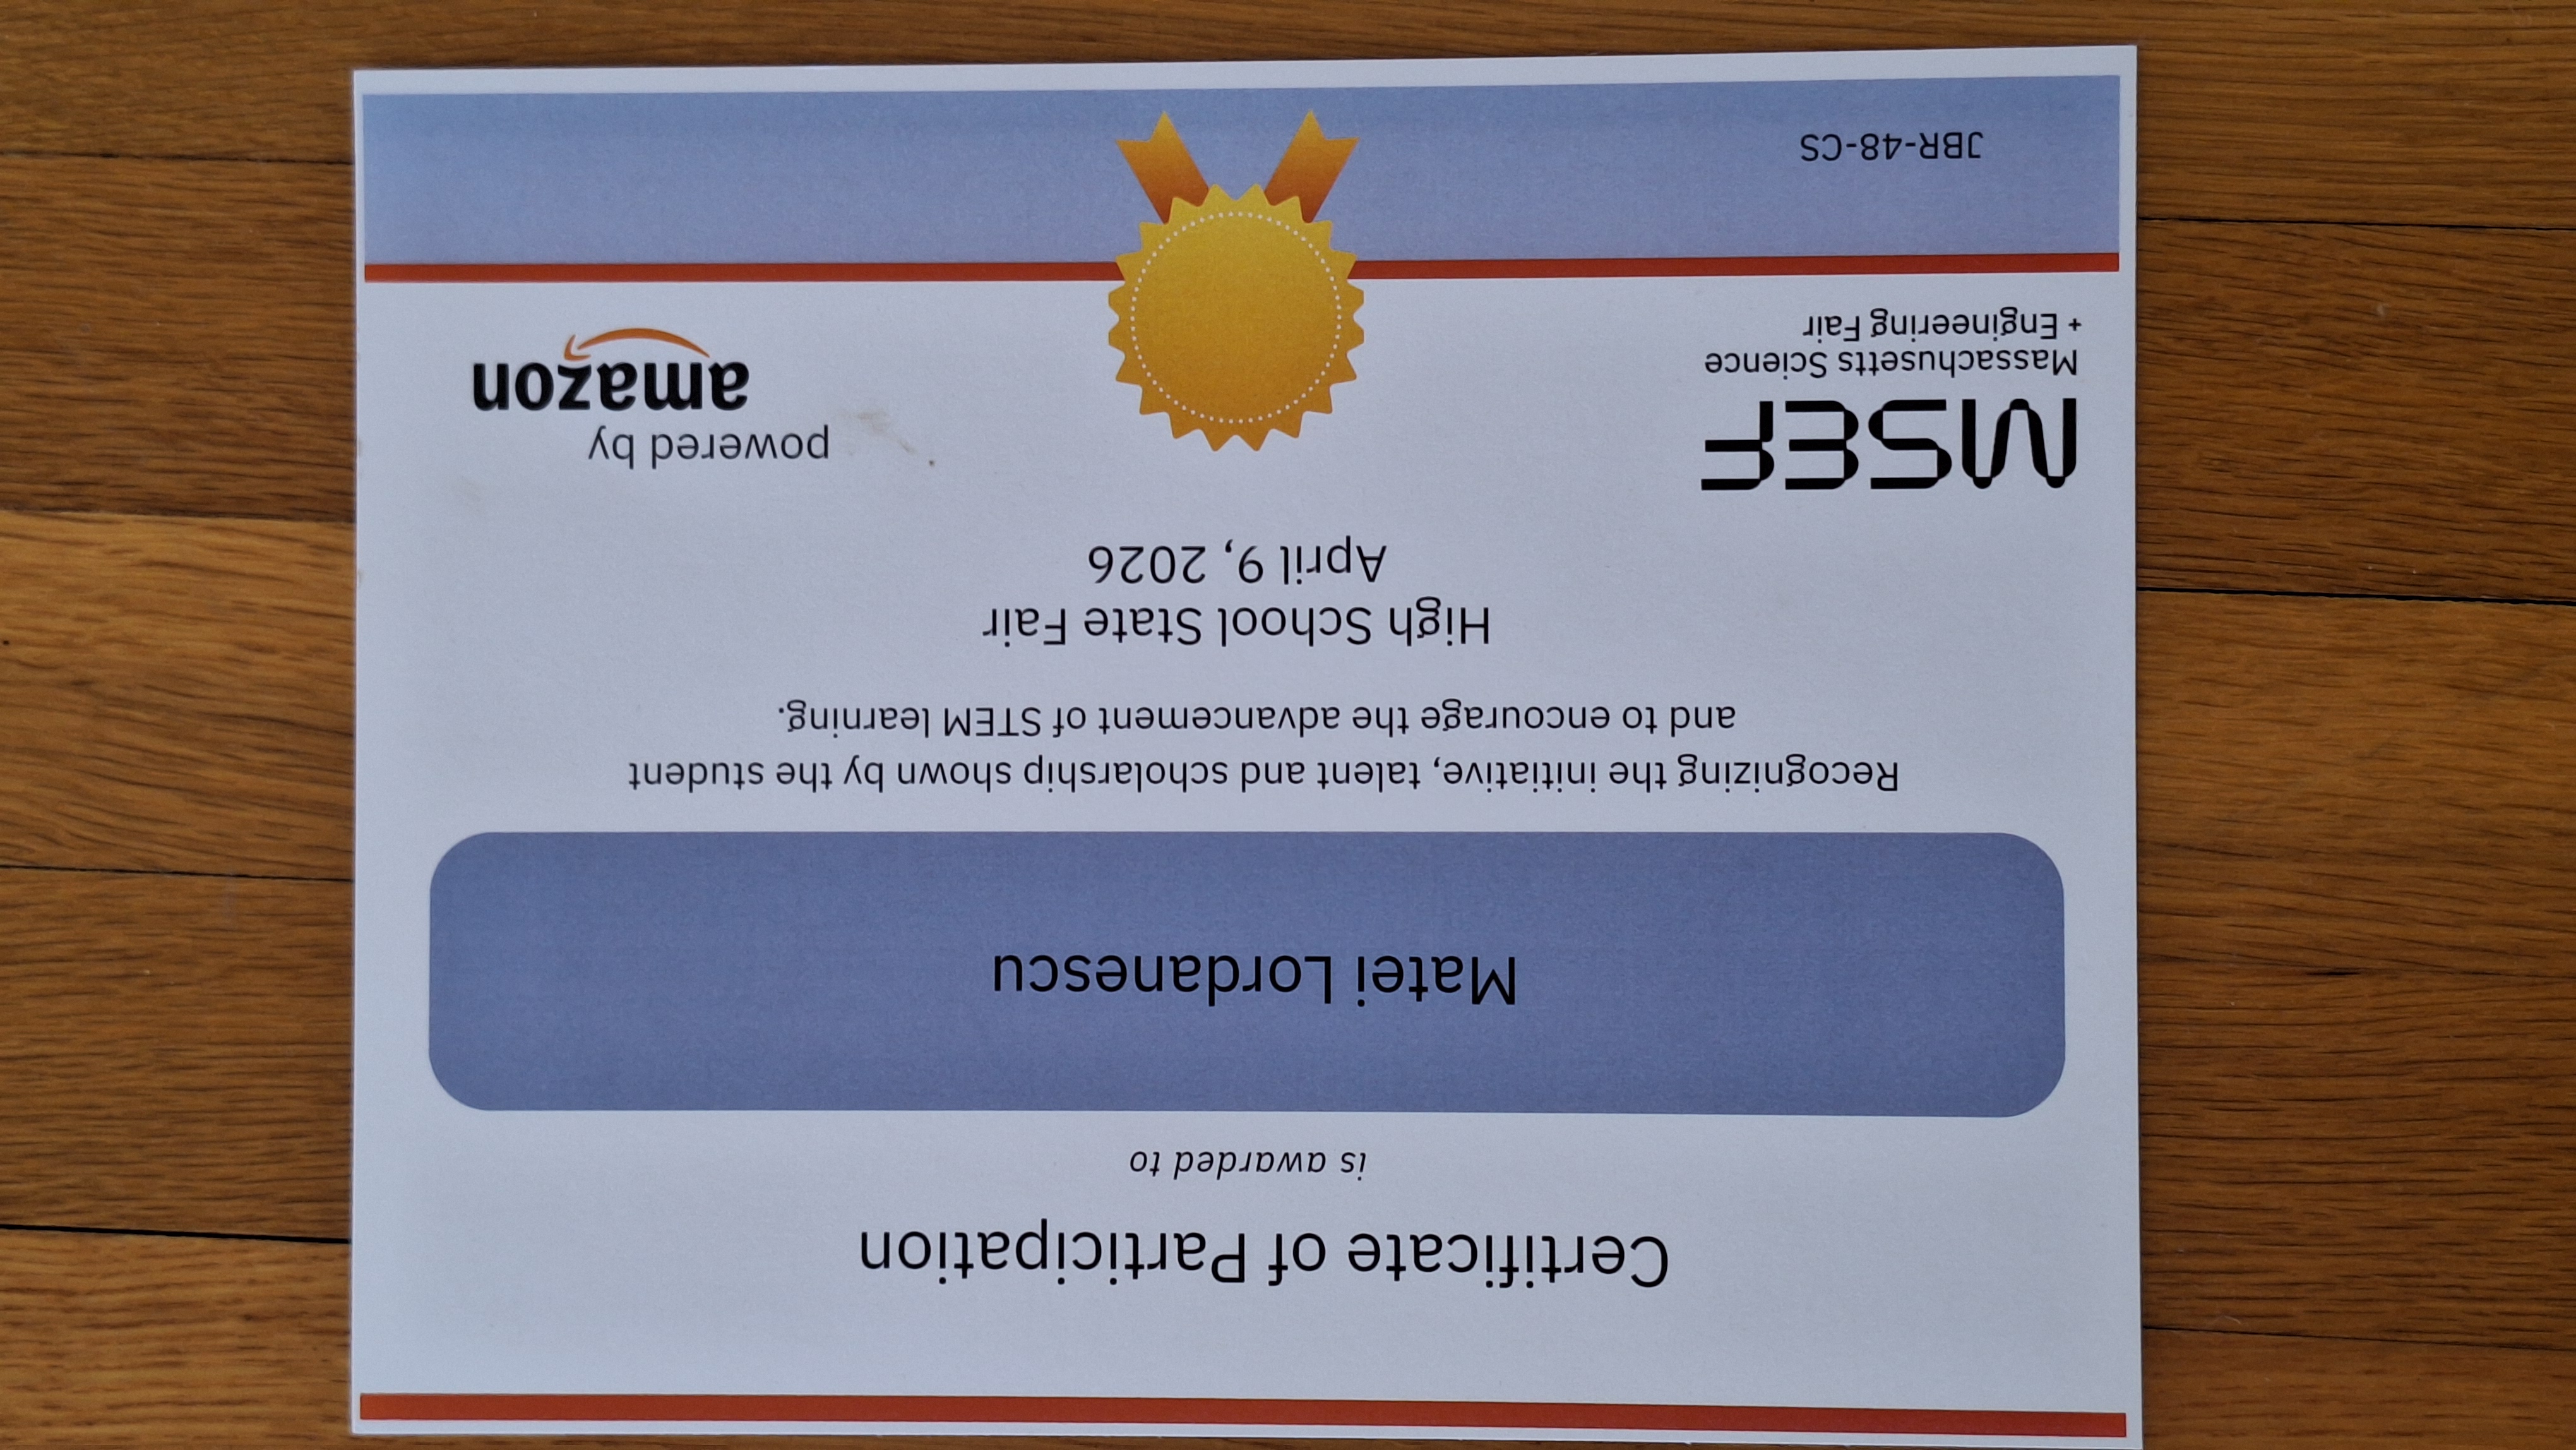 Certificate of Participation
is awarded to
Matei Lordanescu
Recognizing the initiative, talent and scholarship shown by the student
and to encourage the advancement of STEM learning.
High School State Fair
April 9, 2026
MSEF
Massachusetts Science
+ Engineering Fair
powered by
amazon
JBR-48-CS